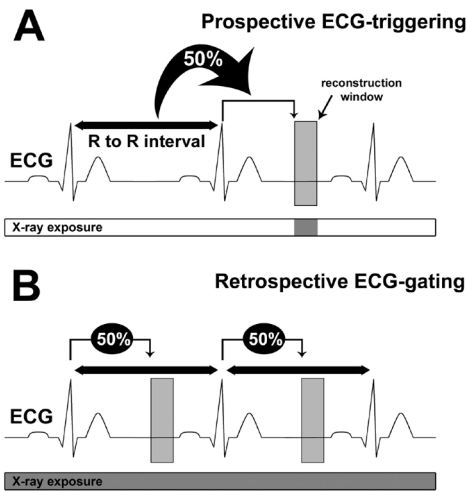 A
Prospective ECG-triggering
50%
reconstruction
window
R to R interval
ECG
X-ray exposure
B
Retrospective ECG-gating
50%
50%
ECG
X-ray exposure